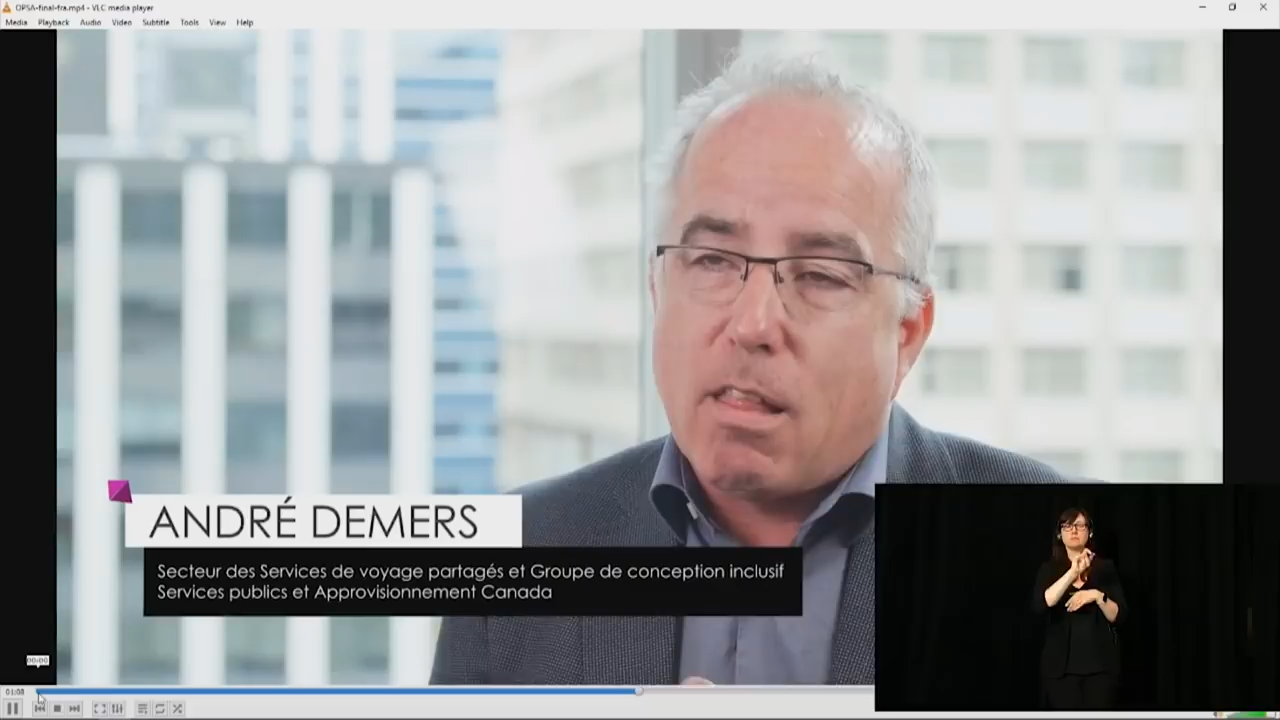 OPSA-final-fra.mp4 - VLC media player
Media Playback Audio Video Subtitle Tools View Help
ANDRÉ DEMERS
Secteur des Services de voyage partagés et Groupe de conception inclusif
Services publics et Approvisionnement Canada
00:00
01:08